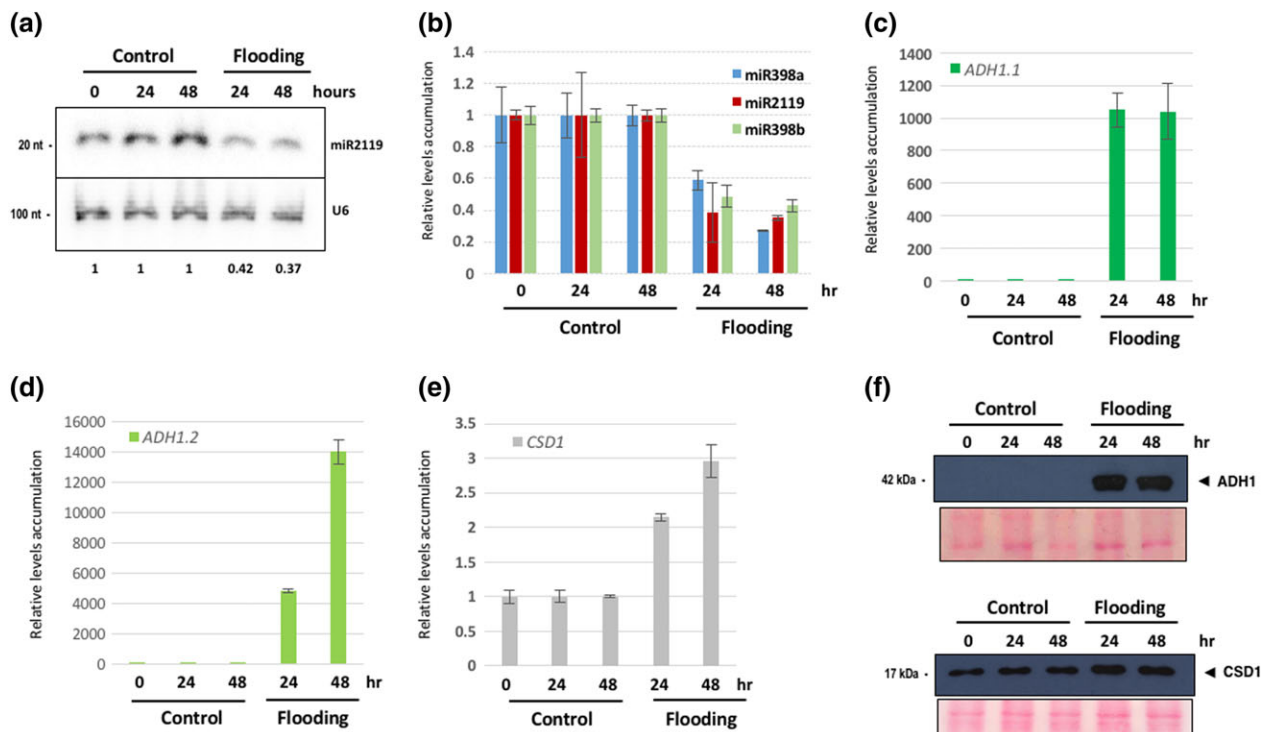 (a)
Control Flooding
0 24 48 24 48 hours
20 nt - miR2119
100 nt - U6
1 1 1 0.42 0.37
(b)
Relative levels accumulation
1.4
1.2
1
0.8
0.6
0.4
0.2
0
miR398a
miR2119
miR398b
0 24 48 24 48 hr
Control Flooding
(c)
Relative levels accumulation
1400
1200
1000
800
600
400
200
0
ADH1.1
0 24 48 24 48 hr
Control Flooding
(d)
Relative levels accumulation
16000
14000
12000
10000
8000
6000
4000
2000
0
ADH1.2
0 24 48 24 48 hr
Control Flooding
(e)
Relative levels accumulation
3.5
3
2.5
2
1.5
1
0.5
0
CSD1
0 24 48 24 48 hr
Control Flooding
(f)
Control Flooding
0 24 48 24 48 hr
42 kDa - ◄ ADH1
Control Flooding
0 24 48 24 48 hr
17 kDa - ◄ CSD1